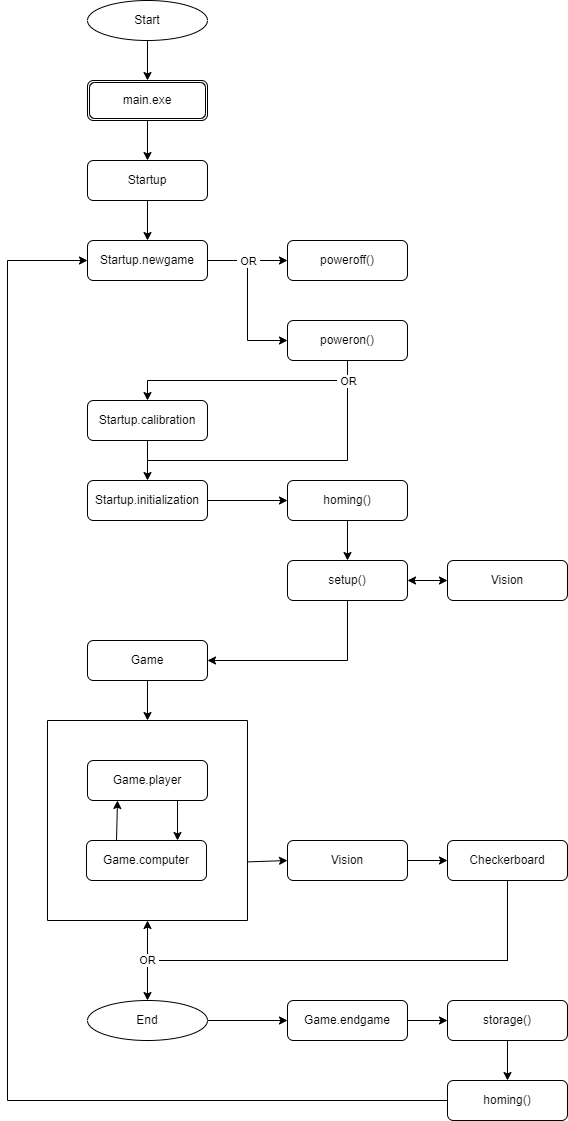 Start
main.exe
Startup
Startup.newgame
OR
poweroff()
poweron()
OR
Startup.calibration
Startup.initialization
homing()
setup()
Vision
Game
Game.player
Game.computer
Vision
Checkerboard
OR
End
Game.endgame
storage()
homing()